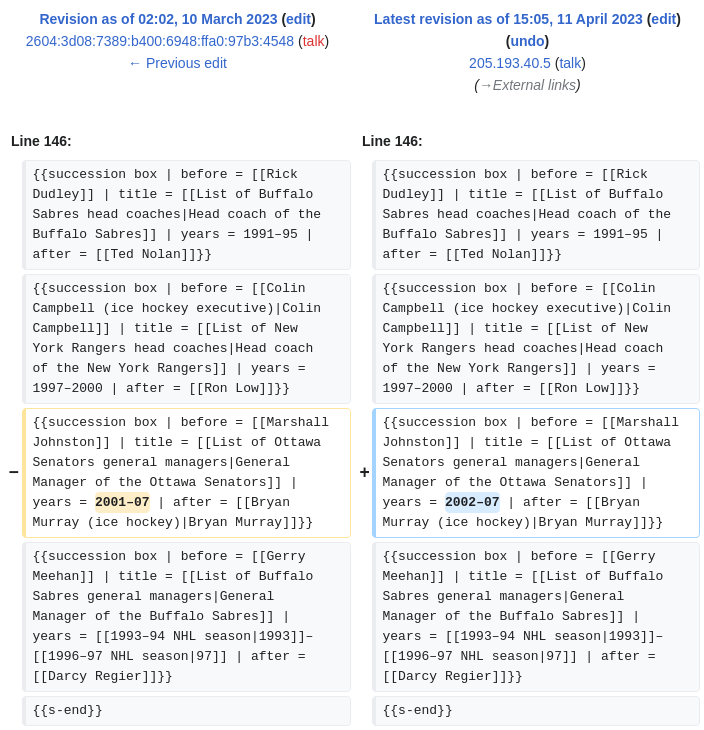 Revision as of 02:02, 10 March 2023 (edit)
2604:3d08:7389:b400:6948:ffa0:97b3:4548 (talk)
← Previous edit
Latest revision as of 15:05, 11 April 2023 (edit)
(undo)
205.193.40.5 (talk)
(→External links)
Line 146:
{{succession box | before = [[Rick
Dudley]] | title = [[List of Buffalo
Sabres head coaches|Head coach of the
Buffalo Sabres]] | years = 1991–95 |
after = [[Ted Nolan]]}}
{{succession box | before = [[Colin
Campbell (ice hockey executive)|Colin
Campbell]] | title = [[List of New
York Rangers head coaches|Head coach
of the New York Rangers]] | years =
1997–2000 | after = [[Ron Low]]}}
−
{{succession box | before = [[Marshall
Johnston]] | title = [[List of Ottawa
Senators general managers|General
Manager of the Ottawa Senators]] |
years = 2001–07 | after = [[Bryan
Murray (ice hockey)|Bryan Murray]]}}
{{succession box | before = [[Gerry
Meehan]] | title = [[List of Buffalo
Sabres general managers|General
Manager of the Buffalo Sabres]] |
years = [[1993–94 NHL season|1993]]–
[[1996–97 NHL season|97]] | after =
[[Darcy Regier]]}}
{{s-end}}
Line 146:
{{succession box | before = [[Rick
Dudley]] | title = [[List of Buffalo
Sabres head coaches|Head coach of the
Buffalo Sabres]] | years = 1991–95 |
after = [[Ted Nolan]]}}
{{succession box | before = [[Colin
Campbell (ice hockey executive)|Colin
Campbell]] | title = [[List of New
York Rangers head coaches|Head coach
of the New York Rangers]] | years =
1997–2000 | after = [[Ron Low]]}}
+
{{succession box | before = [[Marshall
Johnston]] | title = [[List of Ottawa
Senators general managers|General
Manager of the Ottawa Senators]] |
years = 2002–07 | after = [[Bryan
Murray (ice hockey)|Bryan Murray]]}}
{{succession box | before = [[Gerry
Meehan]] | title = [[List of Buffalo
Sabres general managers|General
Manager of the Buffalo Sabres]] |
years = [[1993–94 NHL season|1993]]–
[[1996–97 NHL season|97]] | after =
[[Darcy Regier]]}}
{{s-end}}